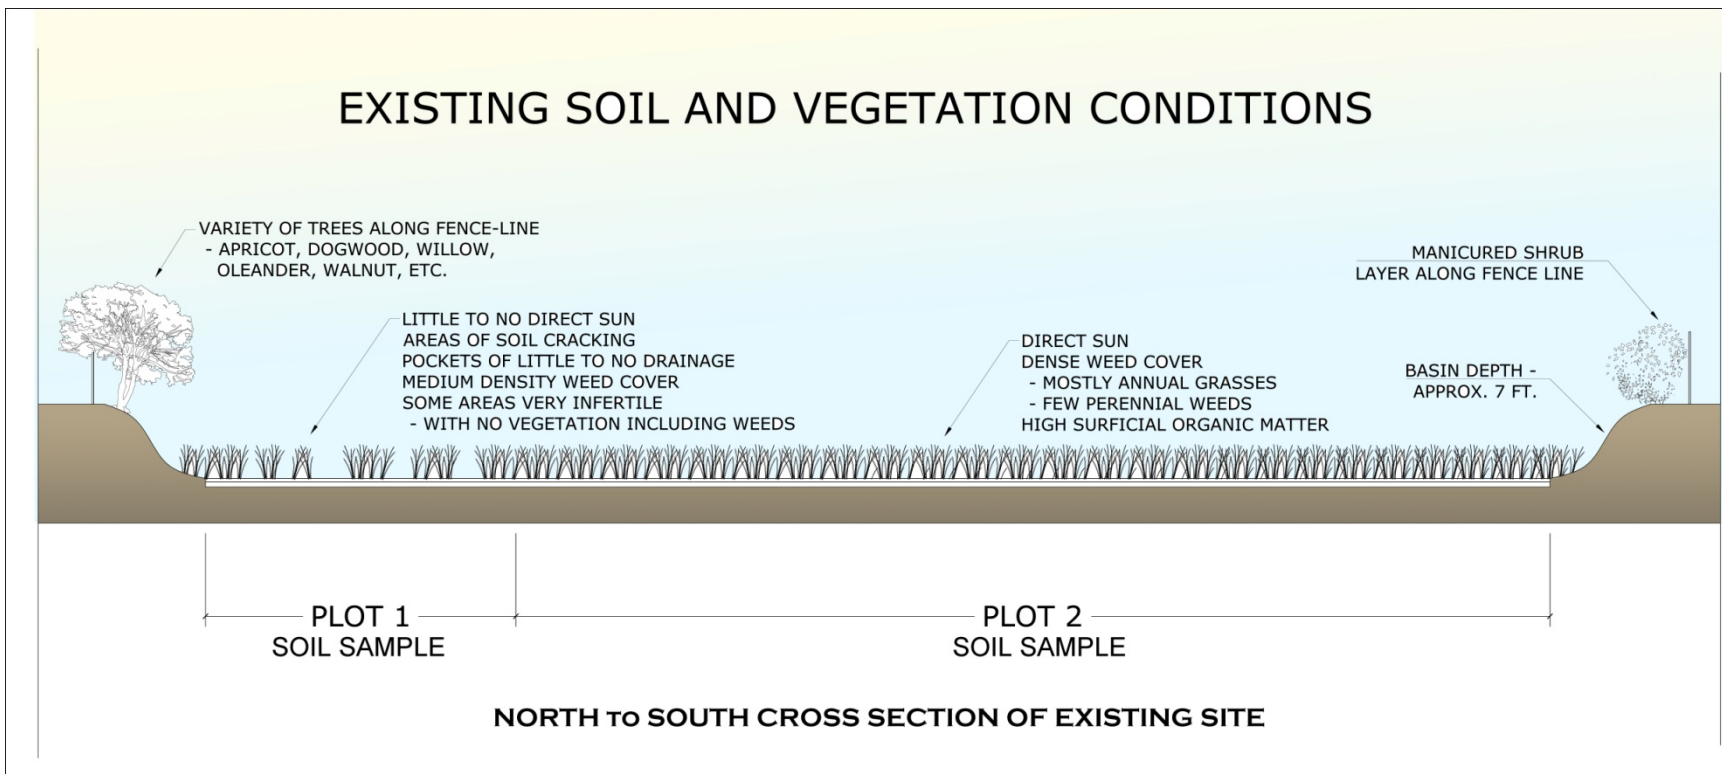 EXISTING SOIL AND VEGETATION CONDITIONS
VARIETY OF TREES ALONG FENCE-LINE
- APRICOT, DOGWOOD, WILLOW,
OLEANDER, WALNUT, ETC.
LITTLE TO NO DIRECT SUN
AREAS OF SOIL CRACKING
POCKETS OF LITTLE TO NO DRAINAGE
MEDIUM DENSITY WEED COVER
SOME AREAS VERY INFERTILE
- WITH NO VEGETATION INCLUDING WEEDS
DIRECT SUN
DENSE WEED COVER
- MOSTLY ANNUAL GRASSES
- FEW PERENNIAL WEEDS
HIGH SURFICIAL ORGANIC MATTER
MANICURED SHRUB
LAYER ALONG FENCE LINE
BASIN DEPTH -
APPROX. 7 FT.
PLOT 1
SOIL SAMPLE
PLOT 2
SOIL SAMPLE
NORTH TO SOUTH CROSS SECTION OF EXISTING SITE